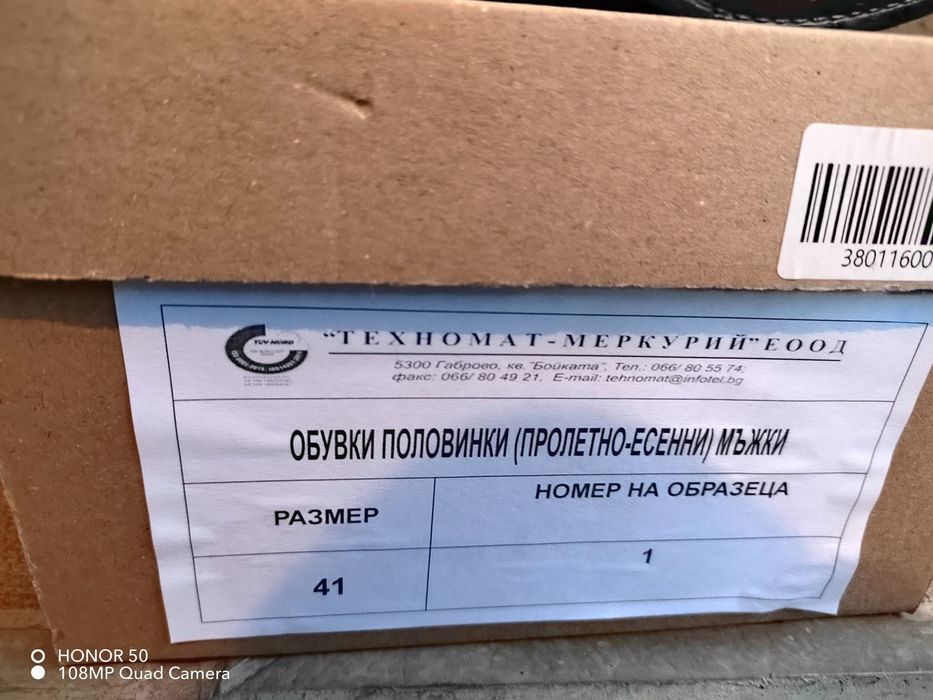 38011600
TÜV NORD
"ТЕХНОМАТ-МЕРКУРИЙ" ЕООД
5300 Габрово, кв. "Бойката", Тел.: 066/ 80 55 74;
факс: 066/ 80 49 21, E-mail: tehnomat@infotel.bg
ОБУВКИ ПОЛОВИНКИ (ПРОЛЕТНО-ЕСЕННИ) МЪЖКИ
РАЗМЕР
НОМЕР НА ОБРАЗЕЦА
41
1
HONOR 50
108MP Quad Camera